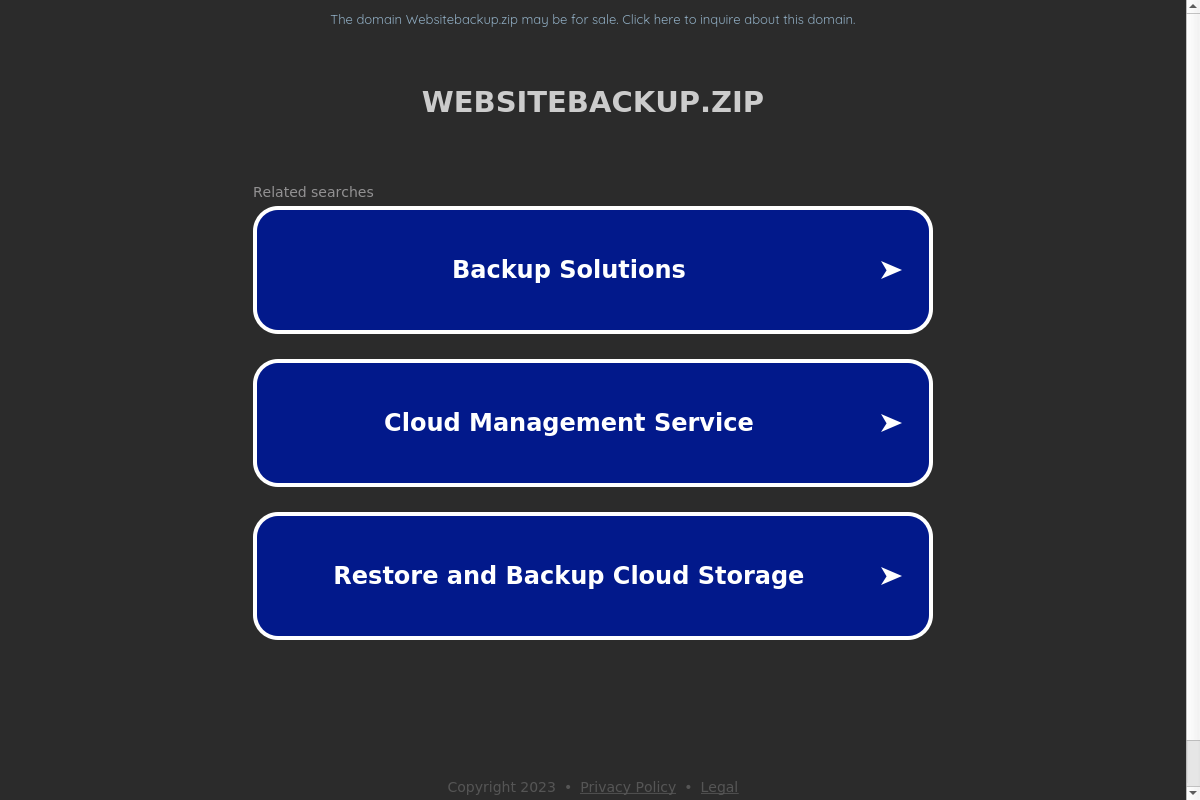 The domain Websitebackup.zip may be for sale. Click here to inquire about this domain.
WEBSITEBACKUP.ZIP
Related searches
Backup Solutions
Cloud Management Service
Restore and Backup Cloud Storage
Copyright 2023 • Privacy Policy • Legal